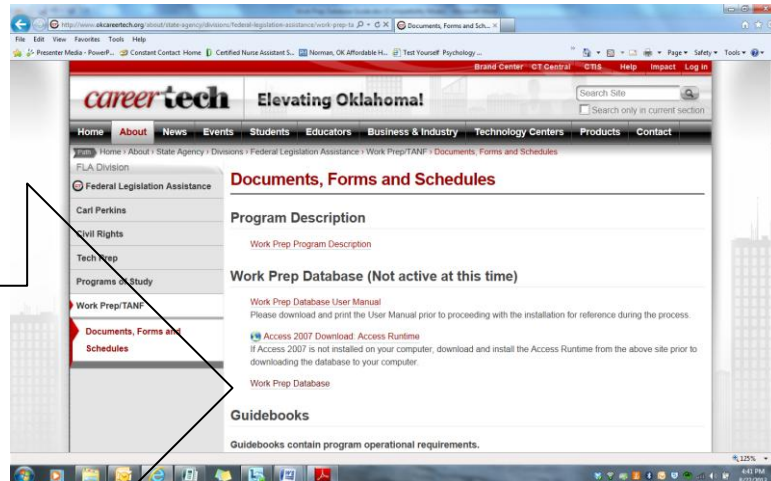 http://www.okcareertech.org/about/state-agency/divisions/federal-legislation-assistance/work-prep-ta
Documents, Forms and Sch...
File Edit View Favorites Tools Help
Presenter Media - PowerP... Constant Contact Home Certified Nurse Assistant S... Norman, OK Affordable H... Test Yourself Psychology ...
Page Safety Tools
Brand Center CT Central CTIS Help Impact Log In
careertech Elevating Oklahoma!
Search Site
Search only in current section
Home About News Events Students Educators Business & Industry Technology Centers Products Contact
Path: Home › About › State Agency › Divisions › Federal Legislation Assistance › Work Prep/TANF › Documents, Forms and Schedules
FLA Division
Federal Legislation Assistance
Carl Perkins
Civil Rights
Tech Prep
Programs of Study
Work Prep/TANF
Documents, Forms and
Schedules
Documents, Forms and Schedules
Program Description
Work Prep Program Description
Work Prep Database (Not active at this time)
Work Prep Database User Manual
Please download and print the User Manual prior to proceeding with the installation for reference during the process.
Access 2007 Download: Access Runtime
If Access 2007 is not installed on your computer, download and install the Access Runtime from the above site prior to
downloading the database to your computer.
Work Prep Database
Guidebooks
Guidebooks contain program operational requirements.
125%
4:41 PM